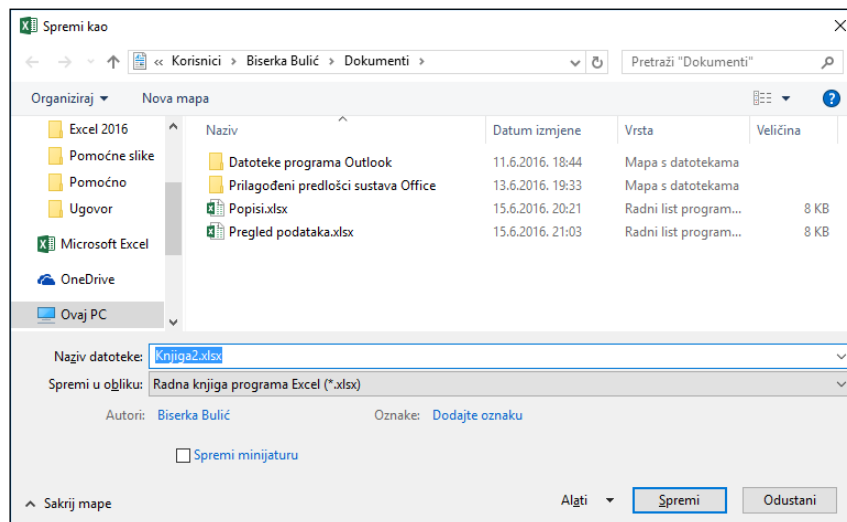 Spremi kao
« Korisnici > Biserka Bulić > Dokumenti >
Pretraži "Dokumenti"
Organiziraj
Nova mapa
Excel 2016
Pomoćne slike
Pomoćno
Ugovor
Microsoft Excel
OneDrive
Ovaj PC
Naziv Datum izmjene Vrsta Veličina
Datoteke programa Outlook 11.6.2016. 18:44 Mapa s datotekama
Prilagođeni predlošci sustava Office 13.6.2016. 19:33 Mapa s datotekama
Popisi.xlsx 15.6.2016. 20:21 Radni list program... 8 KB
Pregled podataka.xlsx 15.6.2016. 21:03 Radni list program... 8 KB
Naziv datoteke: Knjiga2.xlsx
Spremi u obliku: Radna knjiga programa Excel (*.xlsx)
Autori: Biserka Bulić Oznake: Dodajte oznaku
Spremi minijaturu
Sakrij mape
Alati
Spremi
Odustani